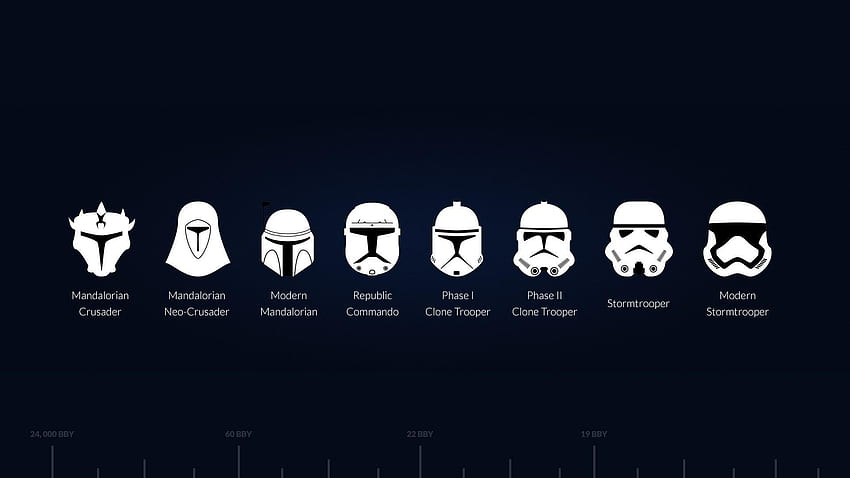 Mandalorian
Crusader
Mandalorian
Neo-Crusader
Modern
Mandalorian
Republic
Commando
Phase I
Clone Trooper
Phase II
Clone Trooper
Stormtrooper
Modern
Stormtrooper
24,000 BBY
60 BBY
22 BBY
19 BBY